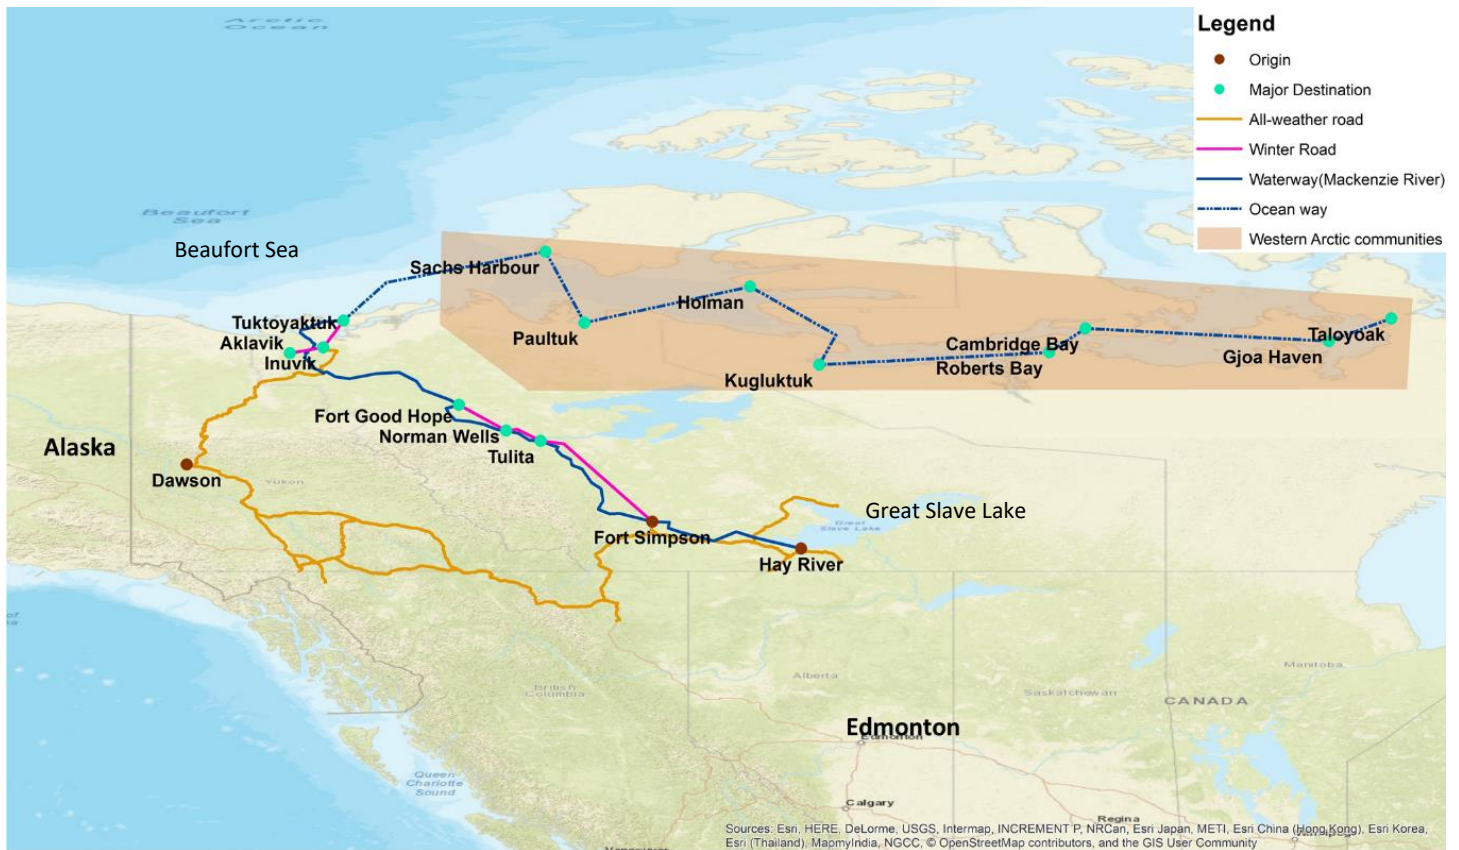 Arctic
Ocean
Legend
Origin
Major Destination
All-weather road
Winter Road
Waterway(Mackenzie River)
Ocean way
Western Arctic communities
Beaufort
Sea
Beaufort Sea
Sachs Harbour
Holman
Tuktoyaktuk
Aklavik
Inuvik
Paultuk
Cambridge Bay
Taloyoak
Gjoa Haven
Roberts Bay
Kugluktuk
Fort Good Hope
Norman Wells
Tulita
Alaska
Dawson
Yukon
Great Slave Lake
Great
Slave Lake
Fort Simpson
Hay River
British
Columbia
Alberta
Saskatchewan
Manitoba
CANADA
Edmonton
Edmonton
Queen
Charlotte
Sound
Calgary
Regina
Sources: Esri, HERE, DeLorme, USGS, Intermap, INCREMENT P, NRCan, Esri Japan, METI, Esri China (Hong Kong), Esri Korea,
Esri (Thailand), MapmyIndia, NGCC, © OpenStreetMap contributors, and the GIS User Community